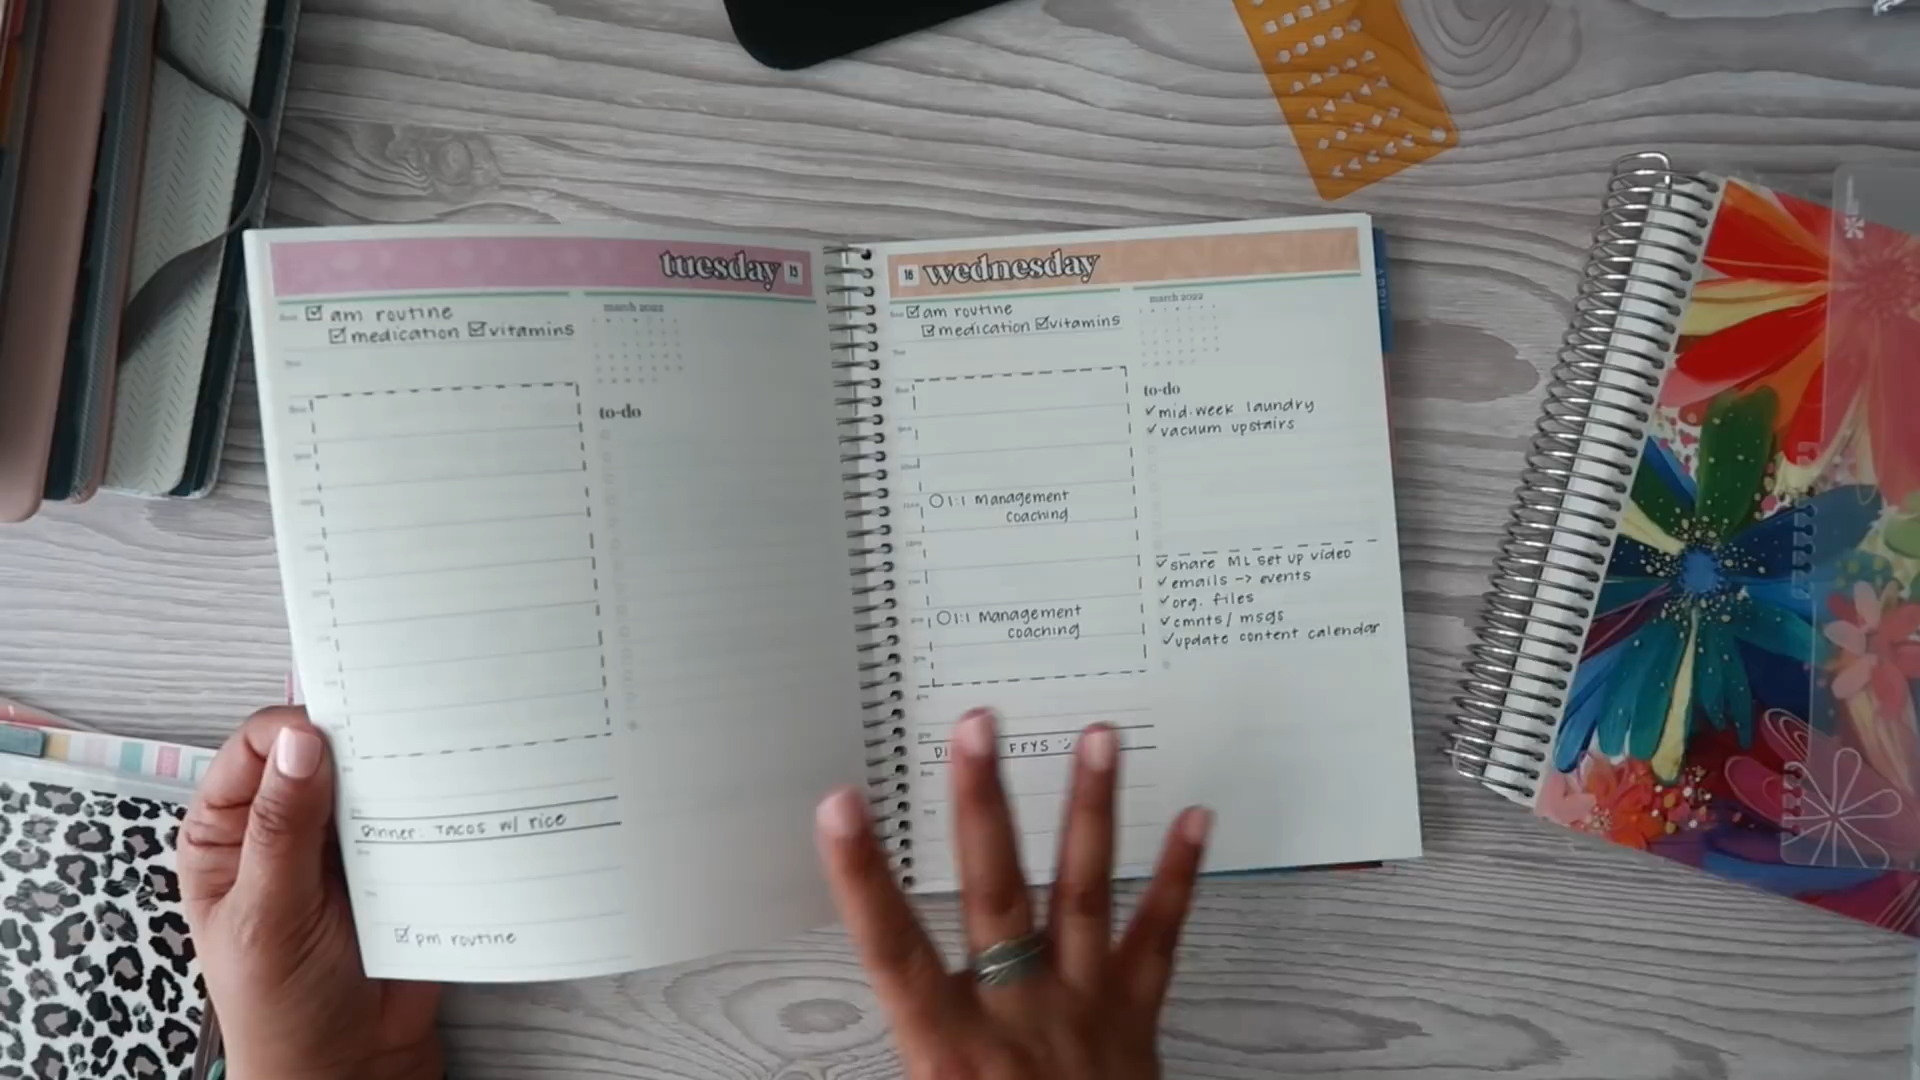 tuesday 15
am routine
medication vitamins
march 2022
to-do
Dinner: Tacos w/ rice
pm routine
16 wednesday
am routine
medication vitamins
march 2022
to-do
mid-week laundry
vacuum upstairs
1:1 Management
coaching
share ML set up video
emails -> events
org. files
cmnts/ msgs
update content calendar
1:1 Management
coaching
FFYS